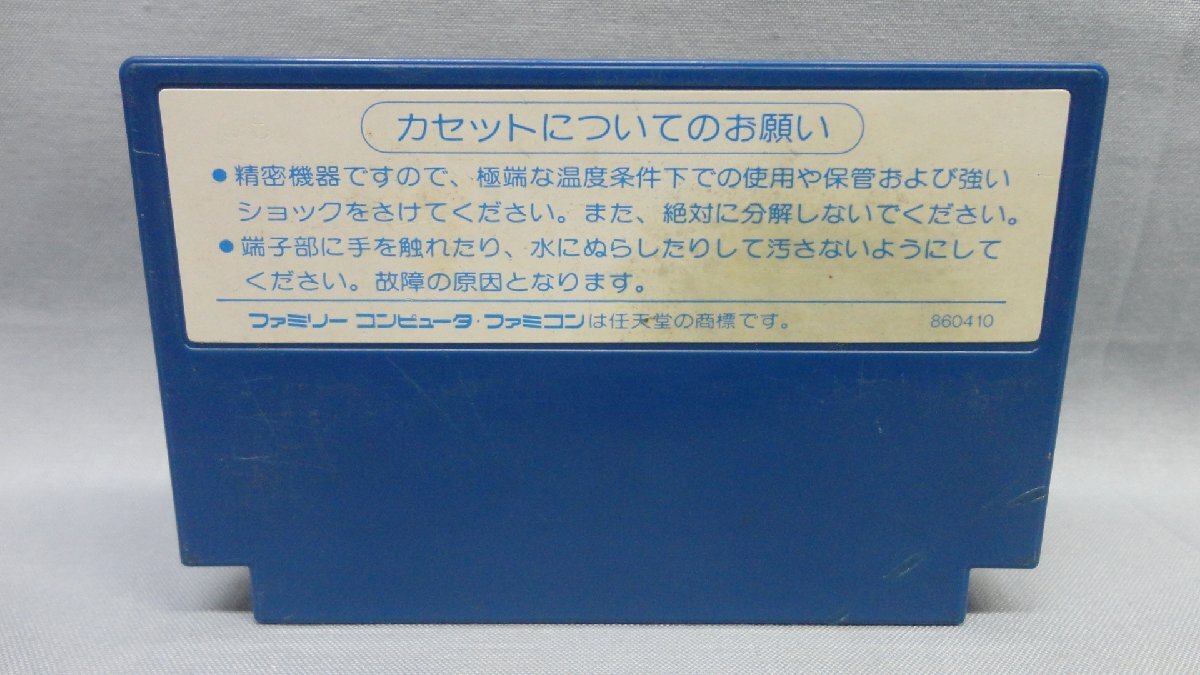 カセットについてのお願い
●精密機器ですので、極端な温度条件下での使用や保管および強い
ショックをさけてください。また、絶対に分解しないでください。
●端子部に手を触れたり、水にぬらしたりして汚さないようにして
ください。故障の原因となります。
ファミリー コンピュータ・ファミコンは任天堂の商標です。 860410